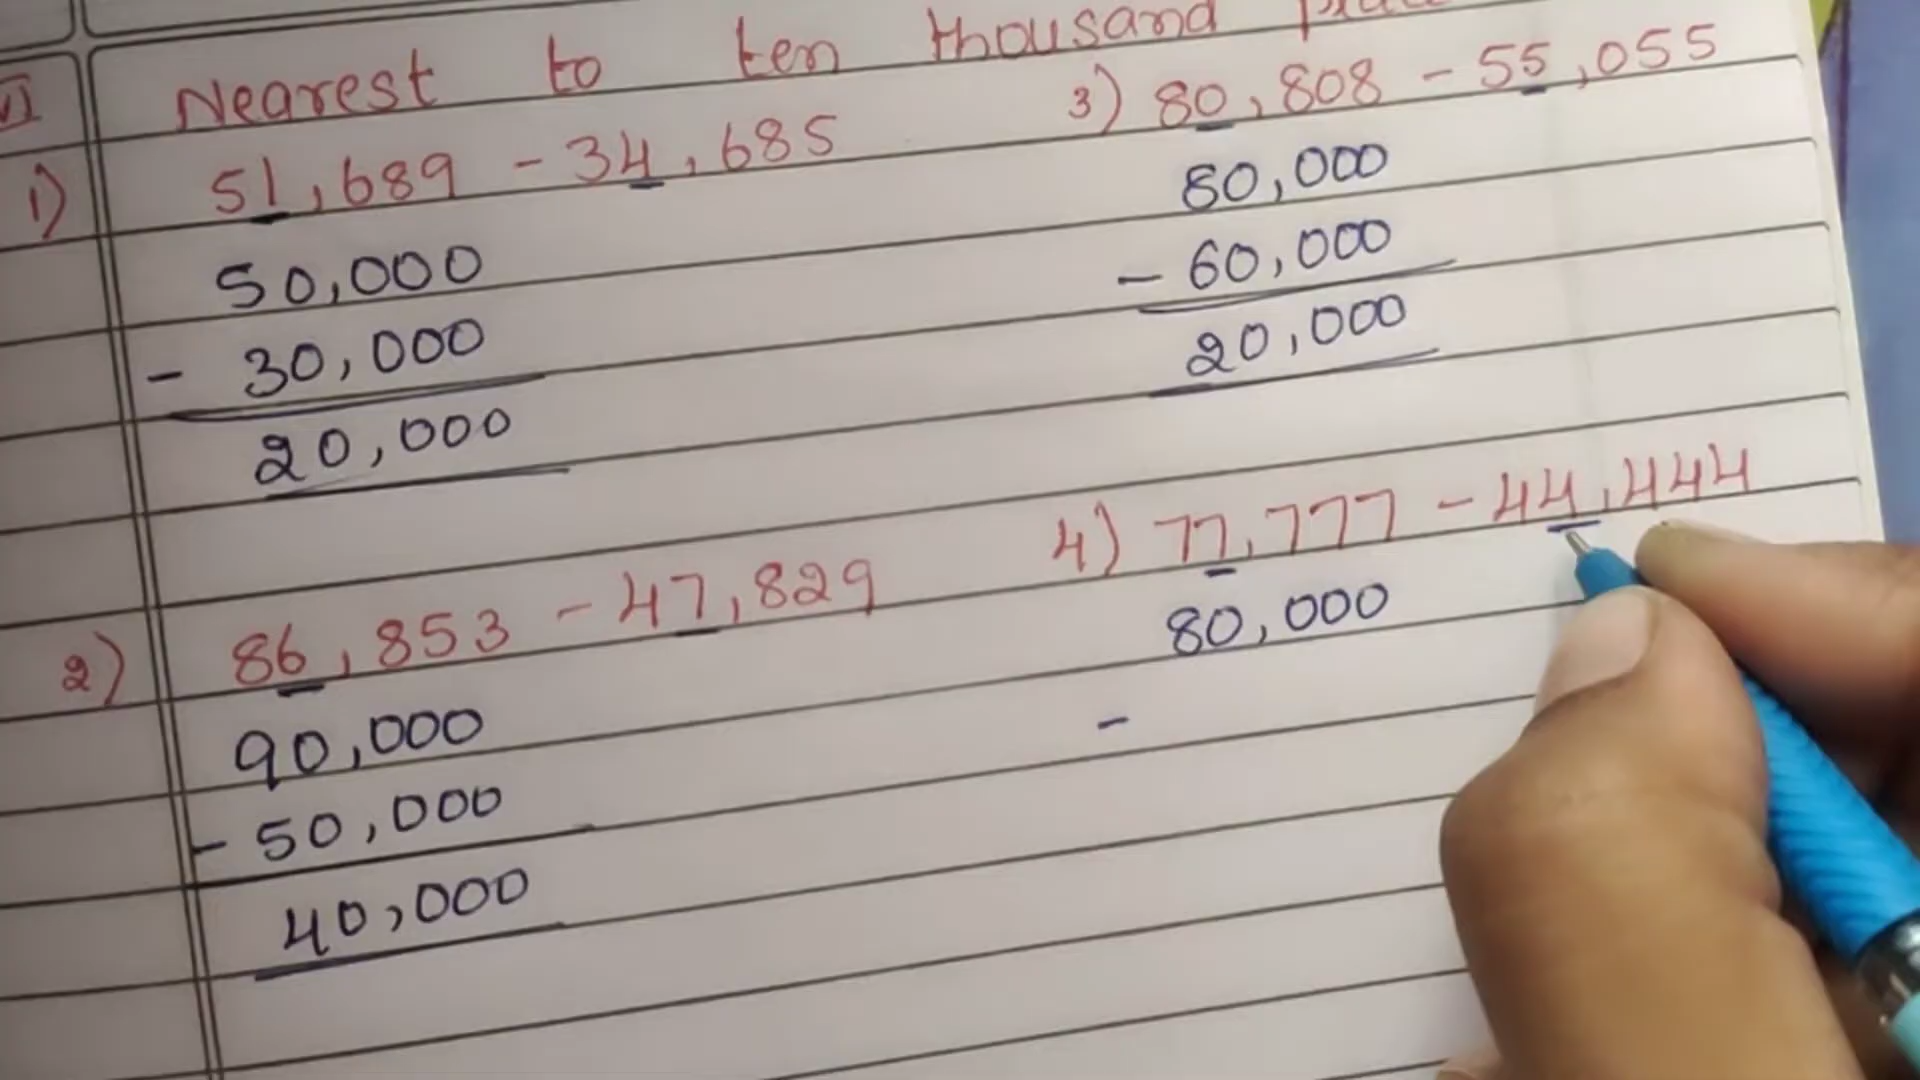 Nearest to ten thousand
1) 51,689 - 34,685
50,000
- 30,000
20,000
2) 86,853 - 47,829
90,000
- 50,000
40,000
3) 80,808 - 55,055
80,000
- 60,000
20,000
4) 77,777 - 44,444
80,000
-